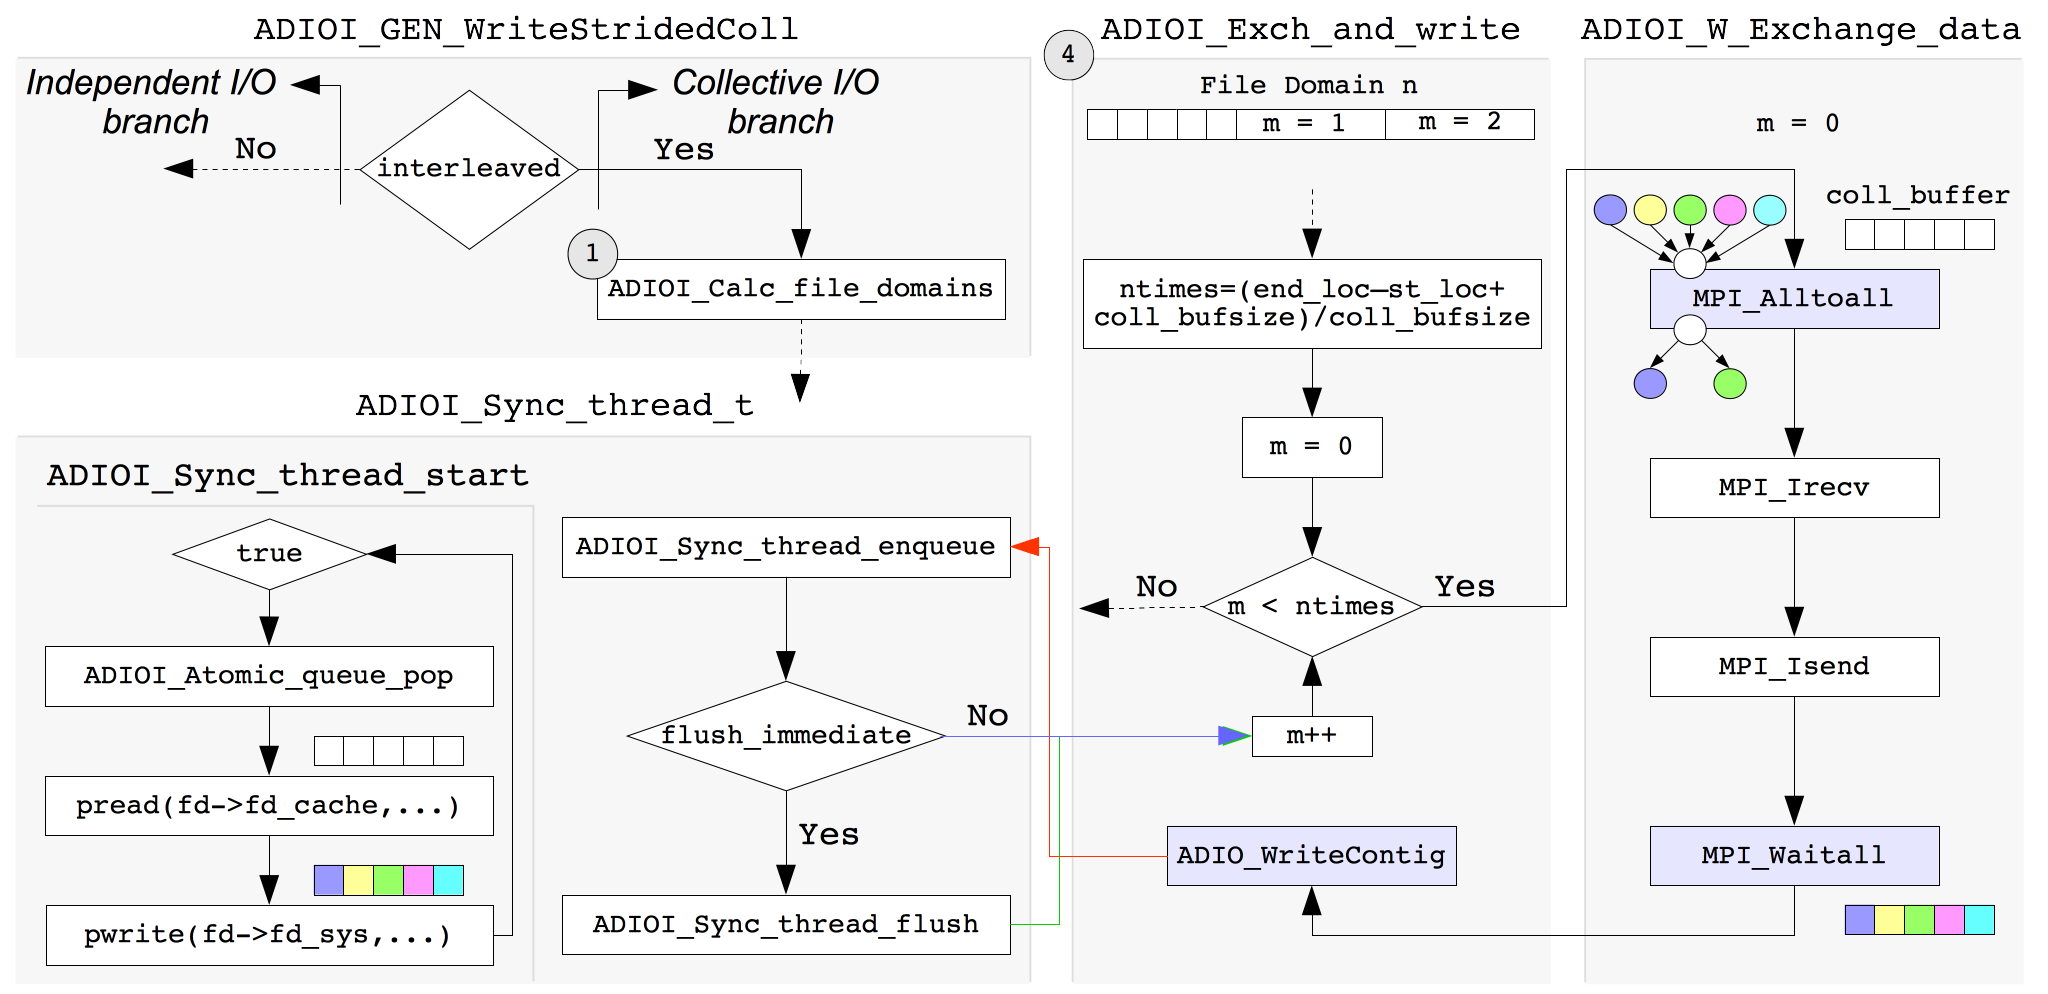 ADIOI_GEN_WriteStridedColl
Independent I/O
branch
Collective I/O
branch
No
interleaved
Yes
1
ADIOI_Calc_file_domains
ADIOI_Sync_thread_t
ADIOI_Sync_thread_start
true
ADIOI_Atomic_queue_pop
pread(fd->fd_cache,...)
pwrite(fd->fd_sys,...)
ADIOI_Sync_thread_enqueue
flush_immediate
No
Yes
ADIOI_Sync_thread_flush
ADIOI_Exch_and_write
4
File Domain n
m = 1
m = 2
ntimes=(end_loc–st_loc+
coll_bufsize)/coll_bufsize
m = 0
m < ntimes
No
Yes
m++
ADIO_WriteContig
ADIOI_W_Exchange_data
m = 0
coll_buffer
MPI_Alltoall
MPI_Irecv
MPI_Isend
MPI_Waitall